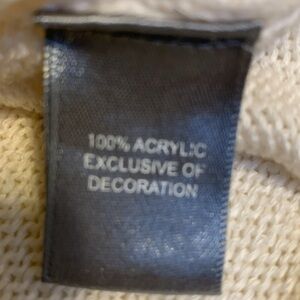 100% ACRYLIC
EXCLUSIVE OF
DECORATION